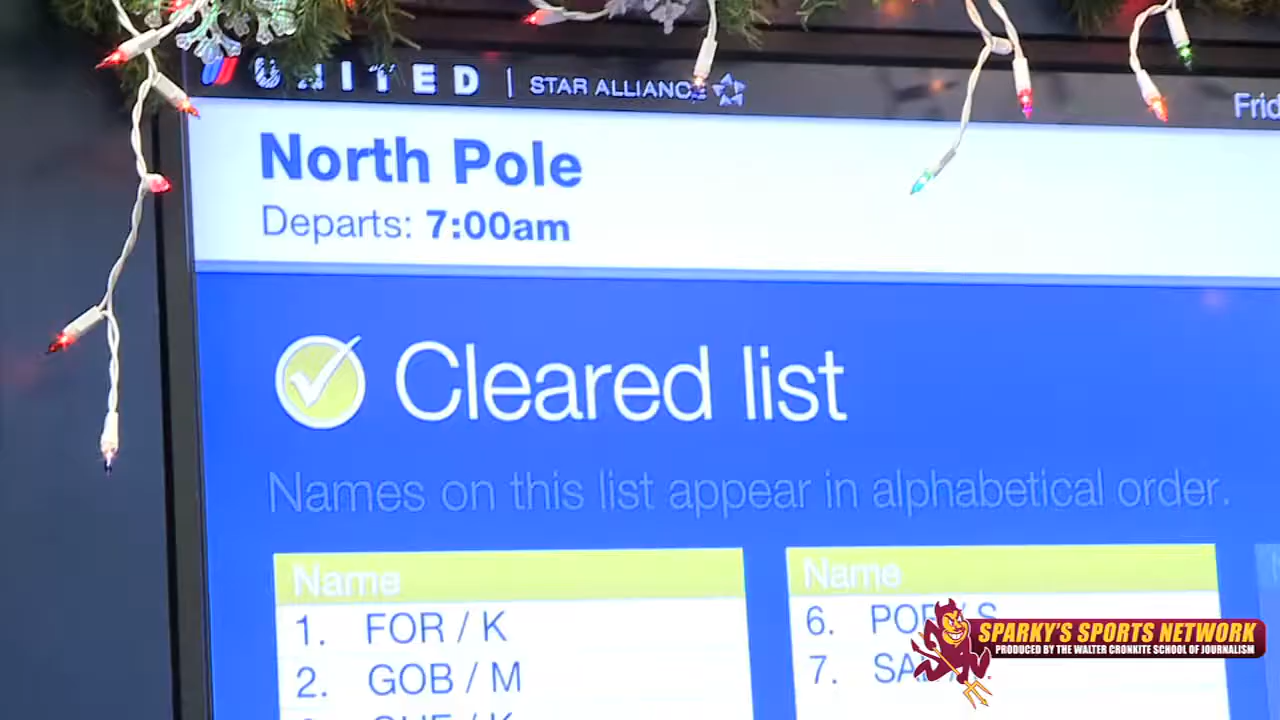 UNITED | STAR ALLIANCE
North Pole
Departs: 7:00am
Cleared list
Names on this list appear in alphabetical order.
Name
1. FOR / K
2. GOB / M
Name
6.
7.
SPARKY'S SPORTS NETWORK
PRODUCED BY THE WALTER CRONKITE SCHOOL OF JOURNALISM